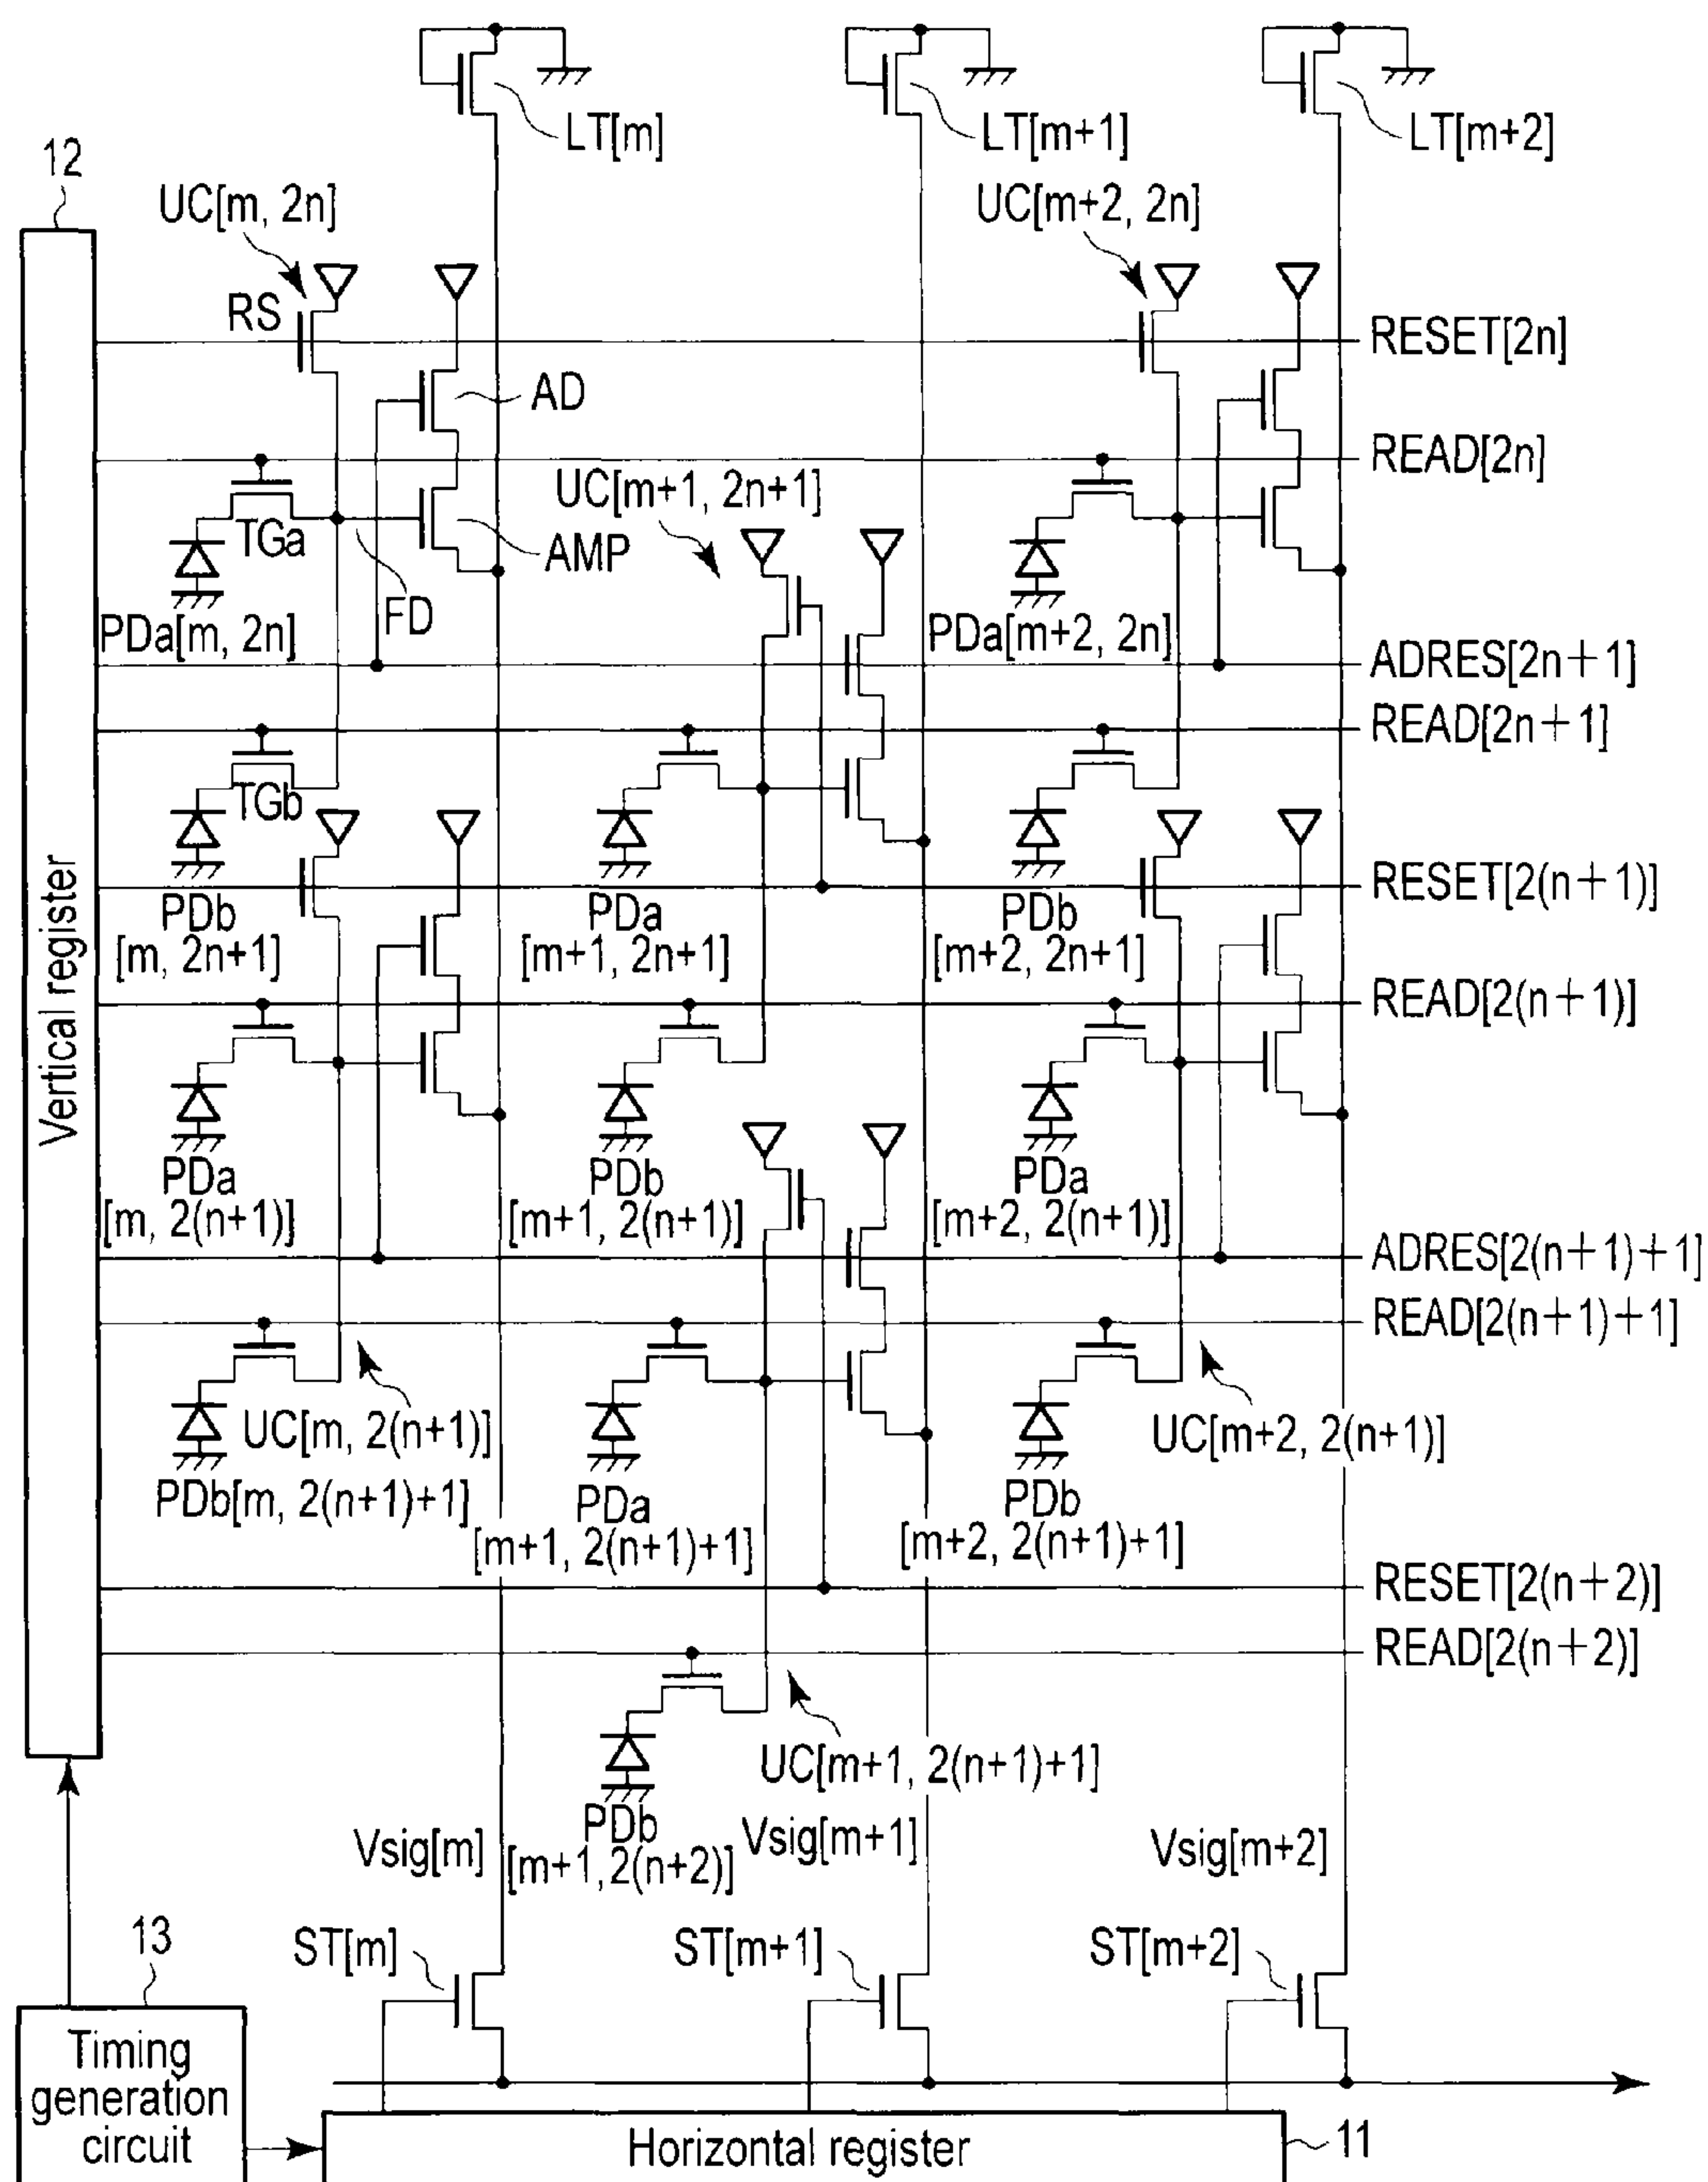 LT[m]
LT[m+1]
LT[m+2]
12
UC[m, 2n]
UC[m+2, 2n]
RS
RESET[2n]
AD
READ[2n]
UC[m+1, 2n+1]
TGa
AMP
FD
PDa[m, 2n]
PDa[m+2, 2n]
ADRES[2n+1]
READ[2n+1]
TGb
Vertical register
RESET[2(n+1)]
PDb
[m, 2n+1]
PDa
[m+1, 2n+1]
PDb
[m+2, 2n+1]
READ[2(n+1)]
PDa
[m, 2(n+1)]
PDb
[m+1, 2(n+1)]
PDa
[m+2, 2(n+1)]
ADRES[2(n+1)+1]
READ[2(n+1)+1]
UC[m, 2(n+1)]
UC[m+2, 2(n+1)]
PDb[m, 2(n+1)+1]
PDa
[m+1, 2(n+1)+1]
PDb
[m+2, 2(n+1)+1]
RESET[2(n+2)]
READ[2(n+2)]
UC[m+1, 2(n+1)+1]
PDb
[m+1,2(n+2)]
Vsig[m]
Vsig[m+1]
Vsig[m+2]
13
ST[m]
ST[m+1]
ST[m+2]
Timing
generation
circuit
Horizontal register
11